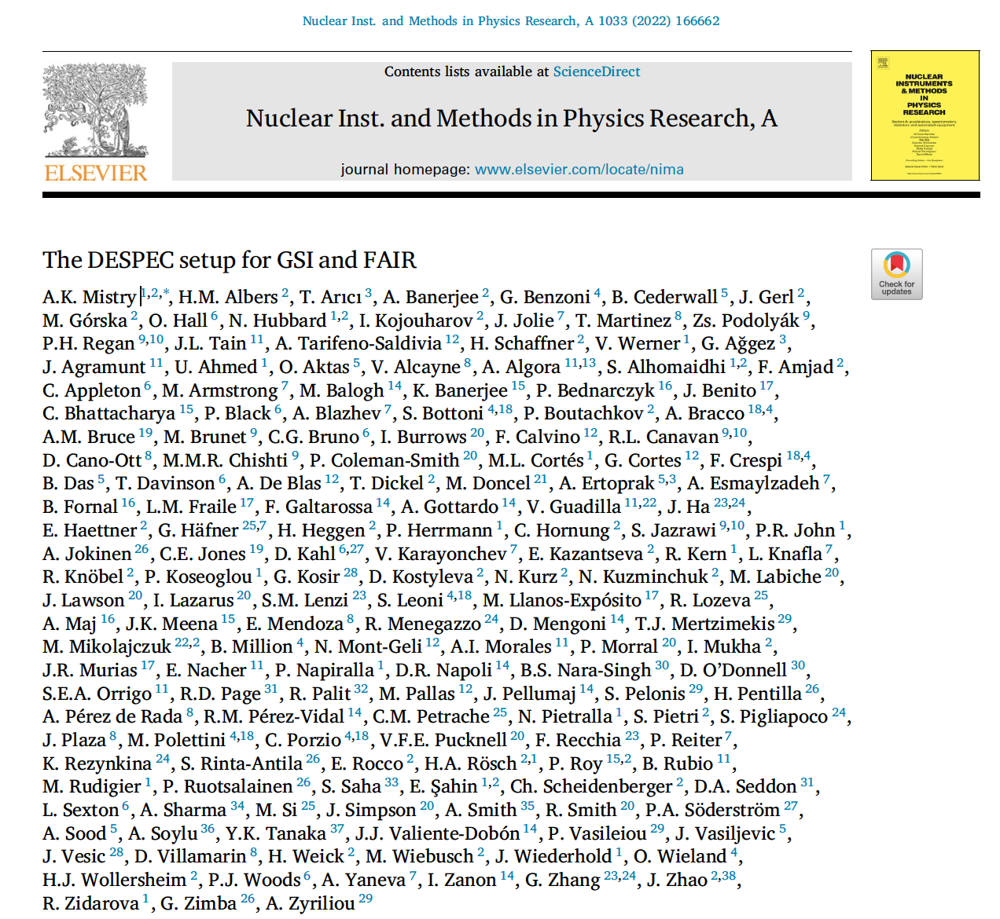 Nuclear Inst. and Methods in Physics Research, A 1033 (2022) 166662
Contents lists available at ScienceDirect
Nuclear Inst. and Methods in Physics Research, A
journal homepage: www.elsevier.com/locate/nima
ELSEVIER
NUCLEAR
INSTRUMENTS
& METHODS
IN
PHYSICS
RESEARCH
Section A: accelerators, spectrometers,
detectors and associated equipment
The DESPEC setup for GSI and FAIR
Check for
updates
A.K. Mistry 1,2,*, H.M. Albers 2, T. Arıcı 3, A. Banerjee 2, G. Benzoni 4, B. Cederwall 5, J. Gerl 2,
M. Górska 2, O. Hall 6, N. Hubbard 1,2, I. Kojouharov 2, J. Jolie 7, T. Martinez 8, Zs. Podolyák 9,
P.H. Regan 9,10, J.L. Tain 11, A. Tarifeno-Saldivia 12, H. Schaffner 2, V. Werner 1, G. Ağgez 3,
J. Agramunt 11, U. Ahmed 1, O. Aktas 5, V. Alcayne 8, A. Algora 11,13, S. Alhomaidhi 1,2, F. Amjad 2,
C. Appleton 6, M. Armstrong 7, M. Balogh 14, K. Banerjee 15, P. Bednarczyk 16, J. Benito 17,
C. Bhattacharya 15, P. Black 6, A. Blazhev 7, S. Bottoni 4,18, P. Boutachkov 2, A. Bracco 18,4,
A.M. Bruce 19, M. Brunet 9, C.G. Bruno 6, I. Burrows 20, F. Calvino 12, R.L. Canavan 9,10,
D. Cano-Ott 8, M.M.R. Chishti 9, P. Coleman-Smith 20, M.L. Cortés 1, G. Cortes 12, F. Crespi 18,4,
B. Das 5, T. Davinson 6, A. De Blas 12, T. Dickel 2, M. Doncel 21, A. Ertoprak 5,3, A. Esmaylzadeh 7,
B. Fornal 16, L.M. Fraile 17, F. Galtarossa 14, A. Gottardo 14, V. Guadilla 11,22, J. Ha 23,24,
E. Haettner 2, G. Häfner 25,7, H. Heggen 2, P. Herrmann 1, C. Hornung 2, S. Jazrawi 9,10, P.R. John 1,
A. Jokinen 26, C.E. Jones 19, D. Kahl 6,27, V. Karayonchev 7, E. Kazantseva 2, R. Kern 1, L. Knafla 7,
R. Knöbel 2, P. Koseoglou 1, G. Kosir 28, D. Kostyleva 2, N. Kurz 2, N. Kuzminchuk 2, M. Labiche 20,
J. Lawson 20, I. Lazarus 20, S.M. Lenzi 23, S. Leoni 4,18, M. Llanos-Expósito 17, R. Lozeva 25,
A. Maj 16, J.K. Meena 15, E. Mendoza 8, R. Menegazzo 24, D. Mengoni 14, T.J. Mertzimekis 29,
M. Mikolajczuk 22,2, B. Million 4, N. Mont-Geli 12, A.I. Morales 11, P. Morral 20, I. Mukha 2,
J.R. Murias 17, E. Nacher 11, P. Napiralla 1, D.R. Napoli 14, B.S. Nara-Singh 30, D. O’Donnell 30,
S.E.A. Orrigo 11, R.D. Page 31, R. Palit 32, M. Pallas 12, J. Pellumaj 14, S. Pelonis 29, H. Pentilla 26,
A. Pérez de Rada 8, R.M. Pérez-Vidal 14, C.M. Petrache 25, N. Pietralla 1, S. Pietri 2, S. Pigliapoco 24,
J. Plaza 8, M. Polettini 4,18, C. Porzio 4,18, V.F.E. Pucknell 20, F. Recchia 23, P. Reiter 7,
K. Rezynkina 24, S. Rinta-Antila 26, E. Rocco 2, H.A. Rösch 2,1, P. Roy 15,2, B. Rubio 11,
M. Rudigier 1, P. Ruotsalainen 26, S. Saha 33, E. Şahin 1,2, Ch. Scheidenberger 2, D.A. Seddon 31,
L. Sexton 6, A. Sharma 34, M. Si 25, J. Simpson 20, A. Smith 35, R. Smith 20, P.A. Söderström 27,
A. Sood 5, A. Soylu 36, Y.K. Tanaka 37, J.J. Valiente-Dobón 14, P. Vasileiou 29, J. Vasiljevic 5,
J. Vesic 28, D. Villamarin 8, H. Weick 2, M. Wiebusch 2, J. Wiederhold 1, O. Wieland 4,
H.J. Wollersheim 2, P.J. Woods 6, A. Yaneva 7, I. Zanon 14, G. Zhang 23,24, J. Zhao 2,38,
R. Zidarova 1, G. Zimba 26, A. Zyriliou 29